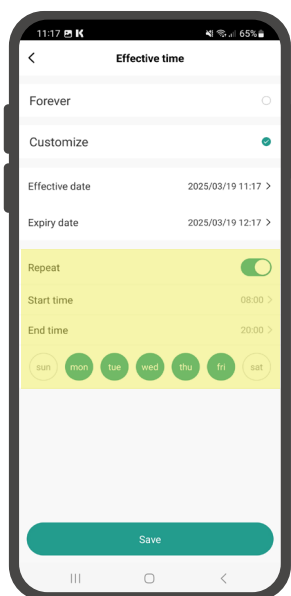 11:17 K 65%
Effective time
Forever
Customize
Effective date 2025/03/19 11:17
Expiry date 2025/03/19 12:17
Repeat
Start time 08:00
End time 20:00
sun mon tue wed thu fri sat
Save